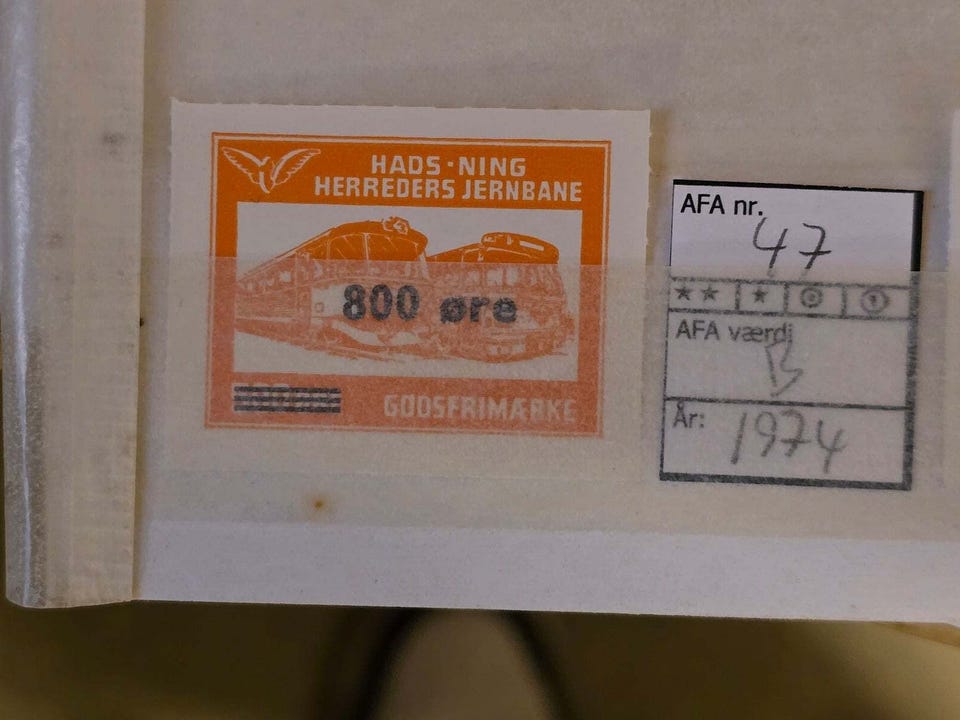 HADS-NING
HERREDERS JERNBANE
800 øre
GODSFRIMÆRKE
AFA nr.
47
AFA værdi
B
År:
1974